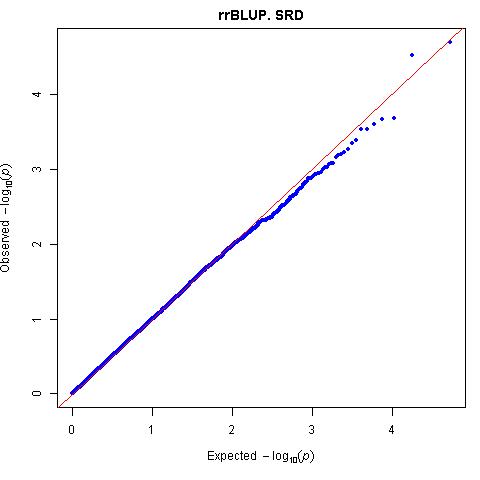 rrBLUP. SRD
Observed −log₁₀(p)
4
3
2
1
0
0 1 2 3 4
Expected −log₁₀(p)